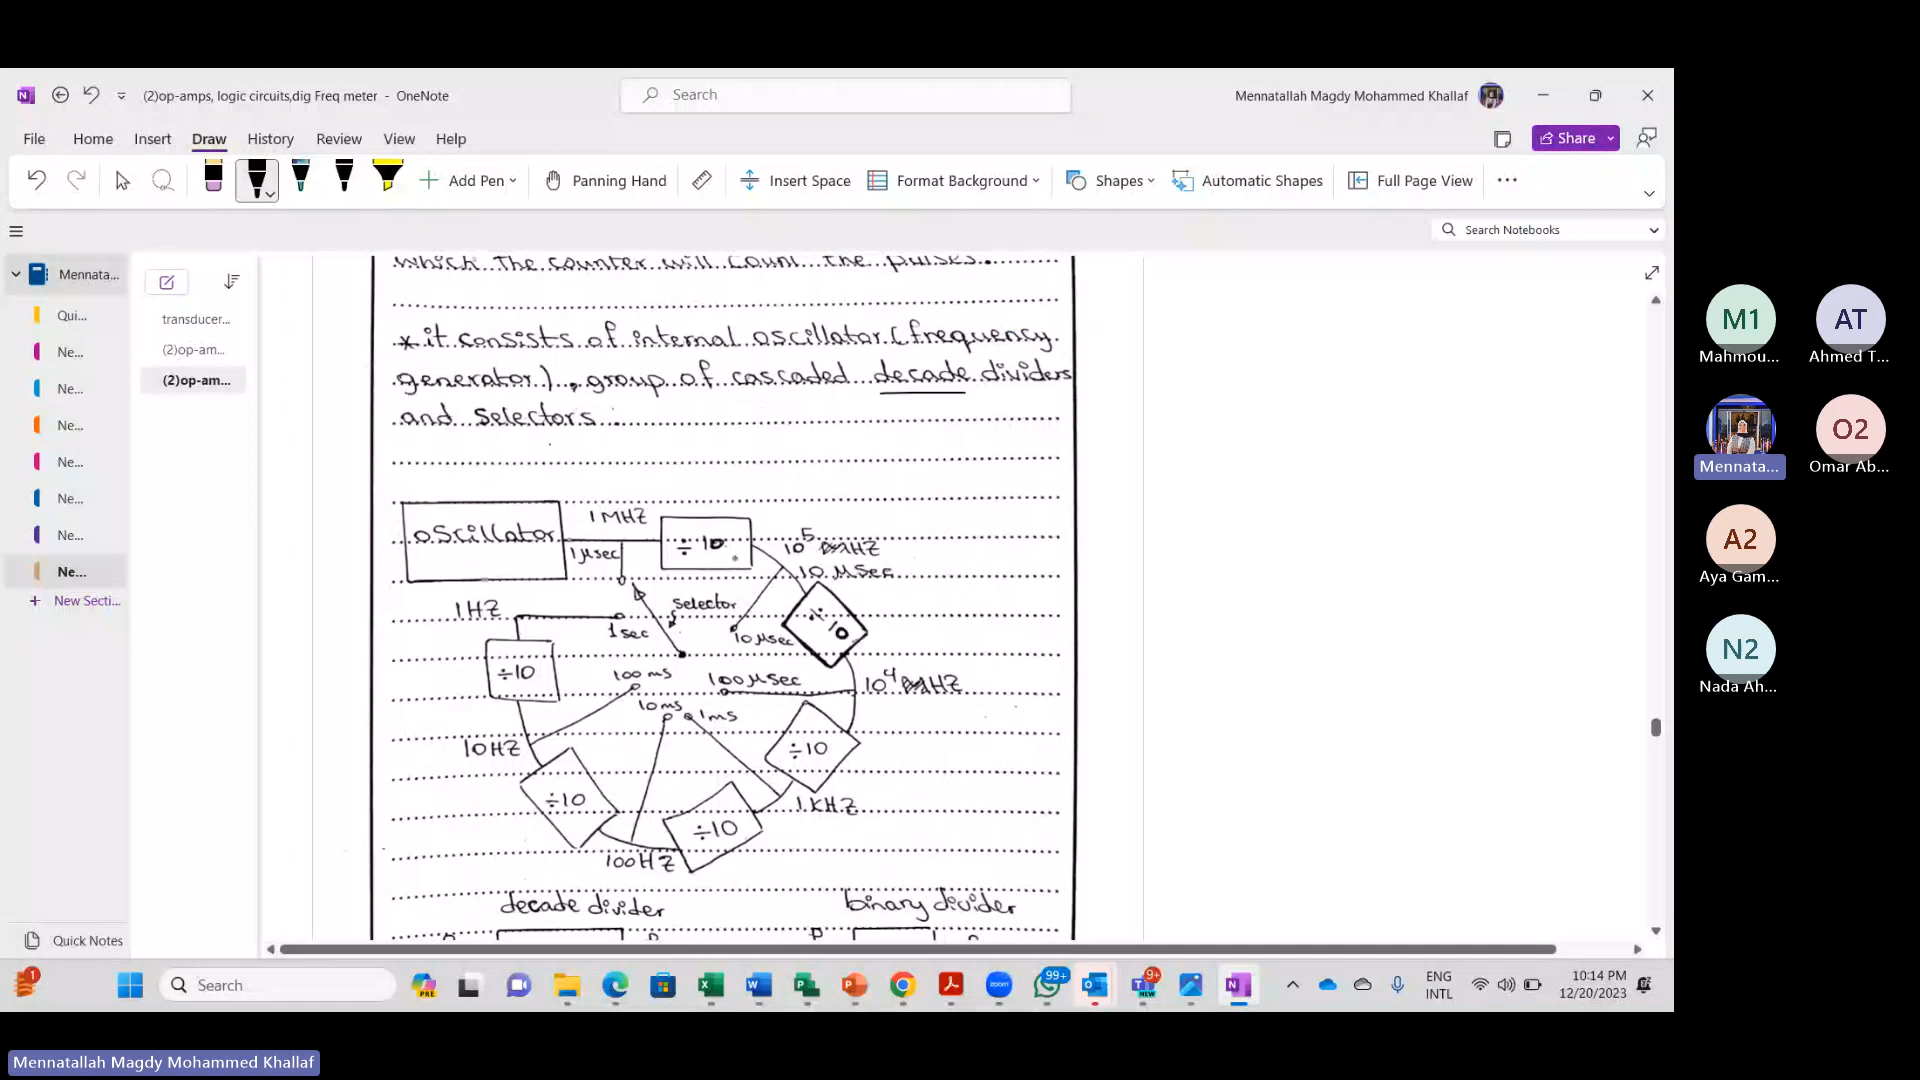 (2)op-amps, logic circuits,dig Freq meter - OneNote
Search
Mennatallah Magdy Mohammed Khallaf
File Home Insert Draw History Review View Help
Share
Add Pen Panning Hand Insert Space Format Background Shapes Automatic Shapes Full Page View
Search Notebooks
Mennata...
Qui...
Ne...
Ne...
Ne...
Ne...
Ne...
Ne...
Ne...
Ne...
New Secti...
Quick Notes
transducer...
(2)op-am...
(2)op-am...
which the counter will count the pulses.
* it consists of internal oscillator (frequency
generator), group of cascaded decade dividers
and selectors.
oscillator
1 MHZ
1 μsec
÷ 10
10⁵ HZ
10 μsec
selector
10 μsec
÷10
1 HZ
1 sec
÷10
100 ms
100 μsec
10⁴ HZ
10 ms
1 ms
10 HZ
÷10
÷10
÷10
1 KHZ
100 HZ
decade divider
binary divider
M1
Mahmou...
AT
Ahmed T...
Mennata...
O2
Omar Ab...
A2
Aya Gam...
N2
Nada Ah...
1
Search
PRE
zoom
99+
9+
NEW
ENG
INTL
10:14 PM
12/20/2023
Mennatallah Magdy Mohammed Khallaf